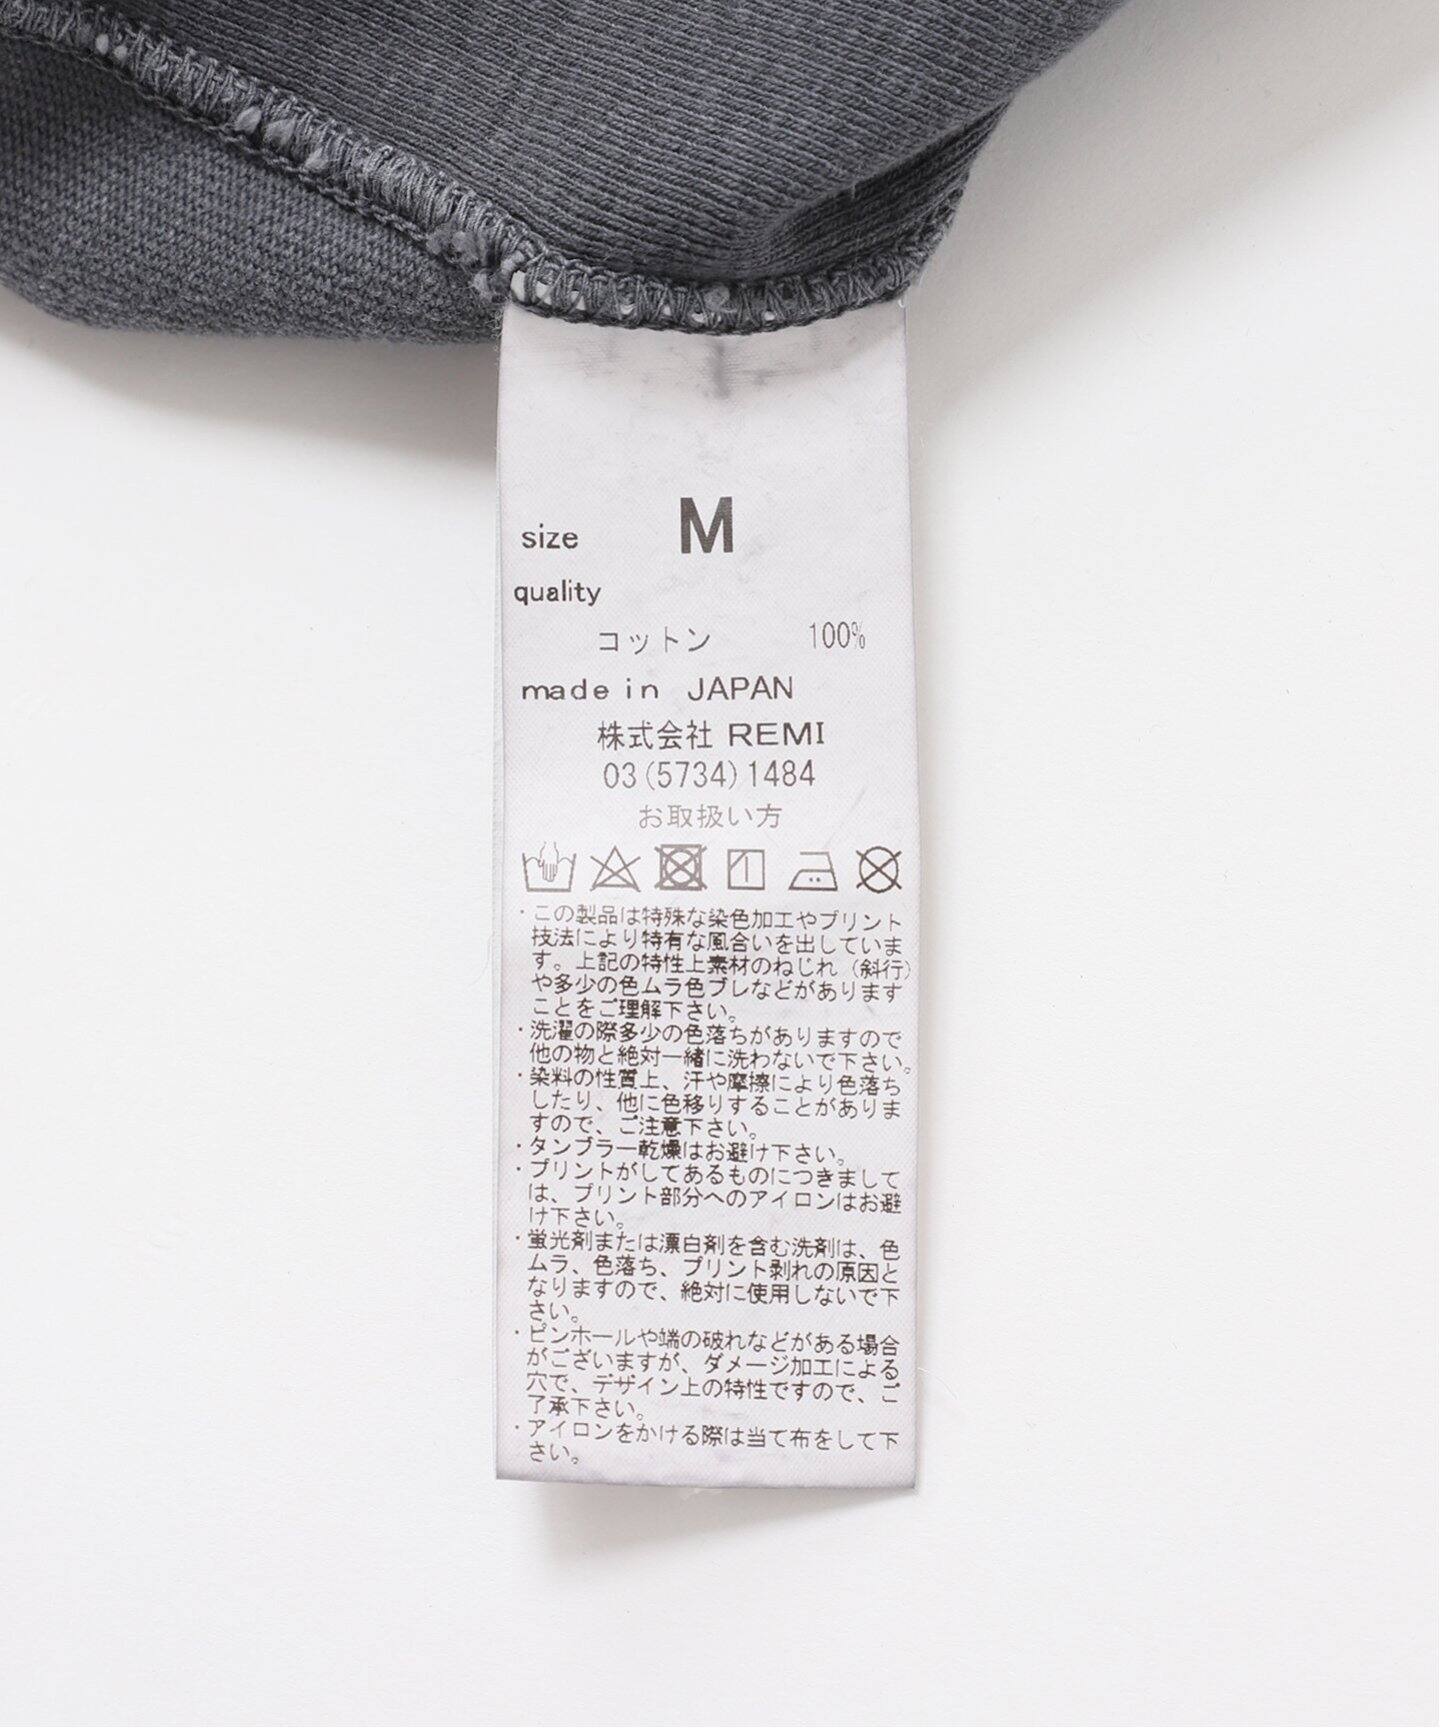 size M
quality
コットン 100%
made in JAPAN
株式会社 REMI
03(5734)1484
お取扱い方
・この製品は特殊な染色加工やプリント
技法により特有な風合いを出していま
す。上記の特性上素材のねじれ（斜行）
や多少の色ムラ色ブレなどがあります
ことをご理解下さい。
・洗濯の際多少の色落ちがありますので
他の物と絶対一緒に洗わないで下さい。
・染料の性質上、汗や摩擦により色落ち
したり、他に色移りすることがありま
すので、ご注意下さい。
・タンブラー乾燥はお避け下さい。
・プリントがしてあるものにつきまして
は、プリント部分へのアイロンはお避
け下さい。
・蛍光剤または漂白剤を含む洗剤は、色
ムラ、色落ち、プリント剥れの原因と
なりますので、絶対に使用しないで下
さい。
・ピンホールや端の破れなどがある場合
がございますが、ダメージ加工による
穴で、デザイン上の特性ですので、ご
了承下さい。
・アイロンをかける際は当て布をして下
さい。